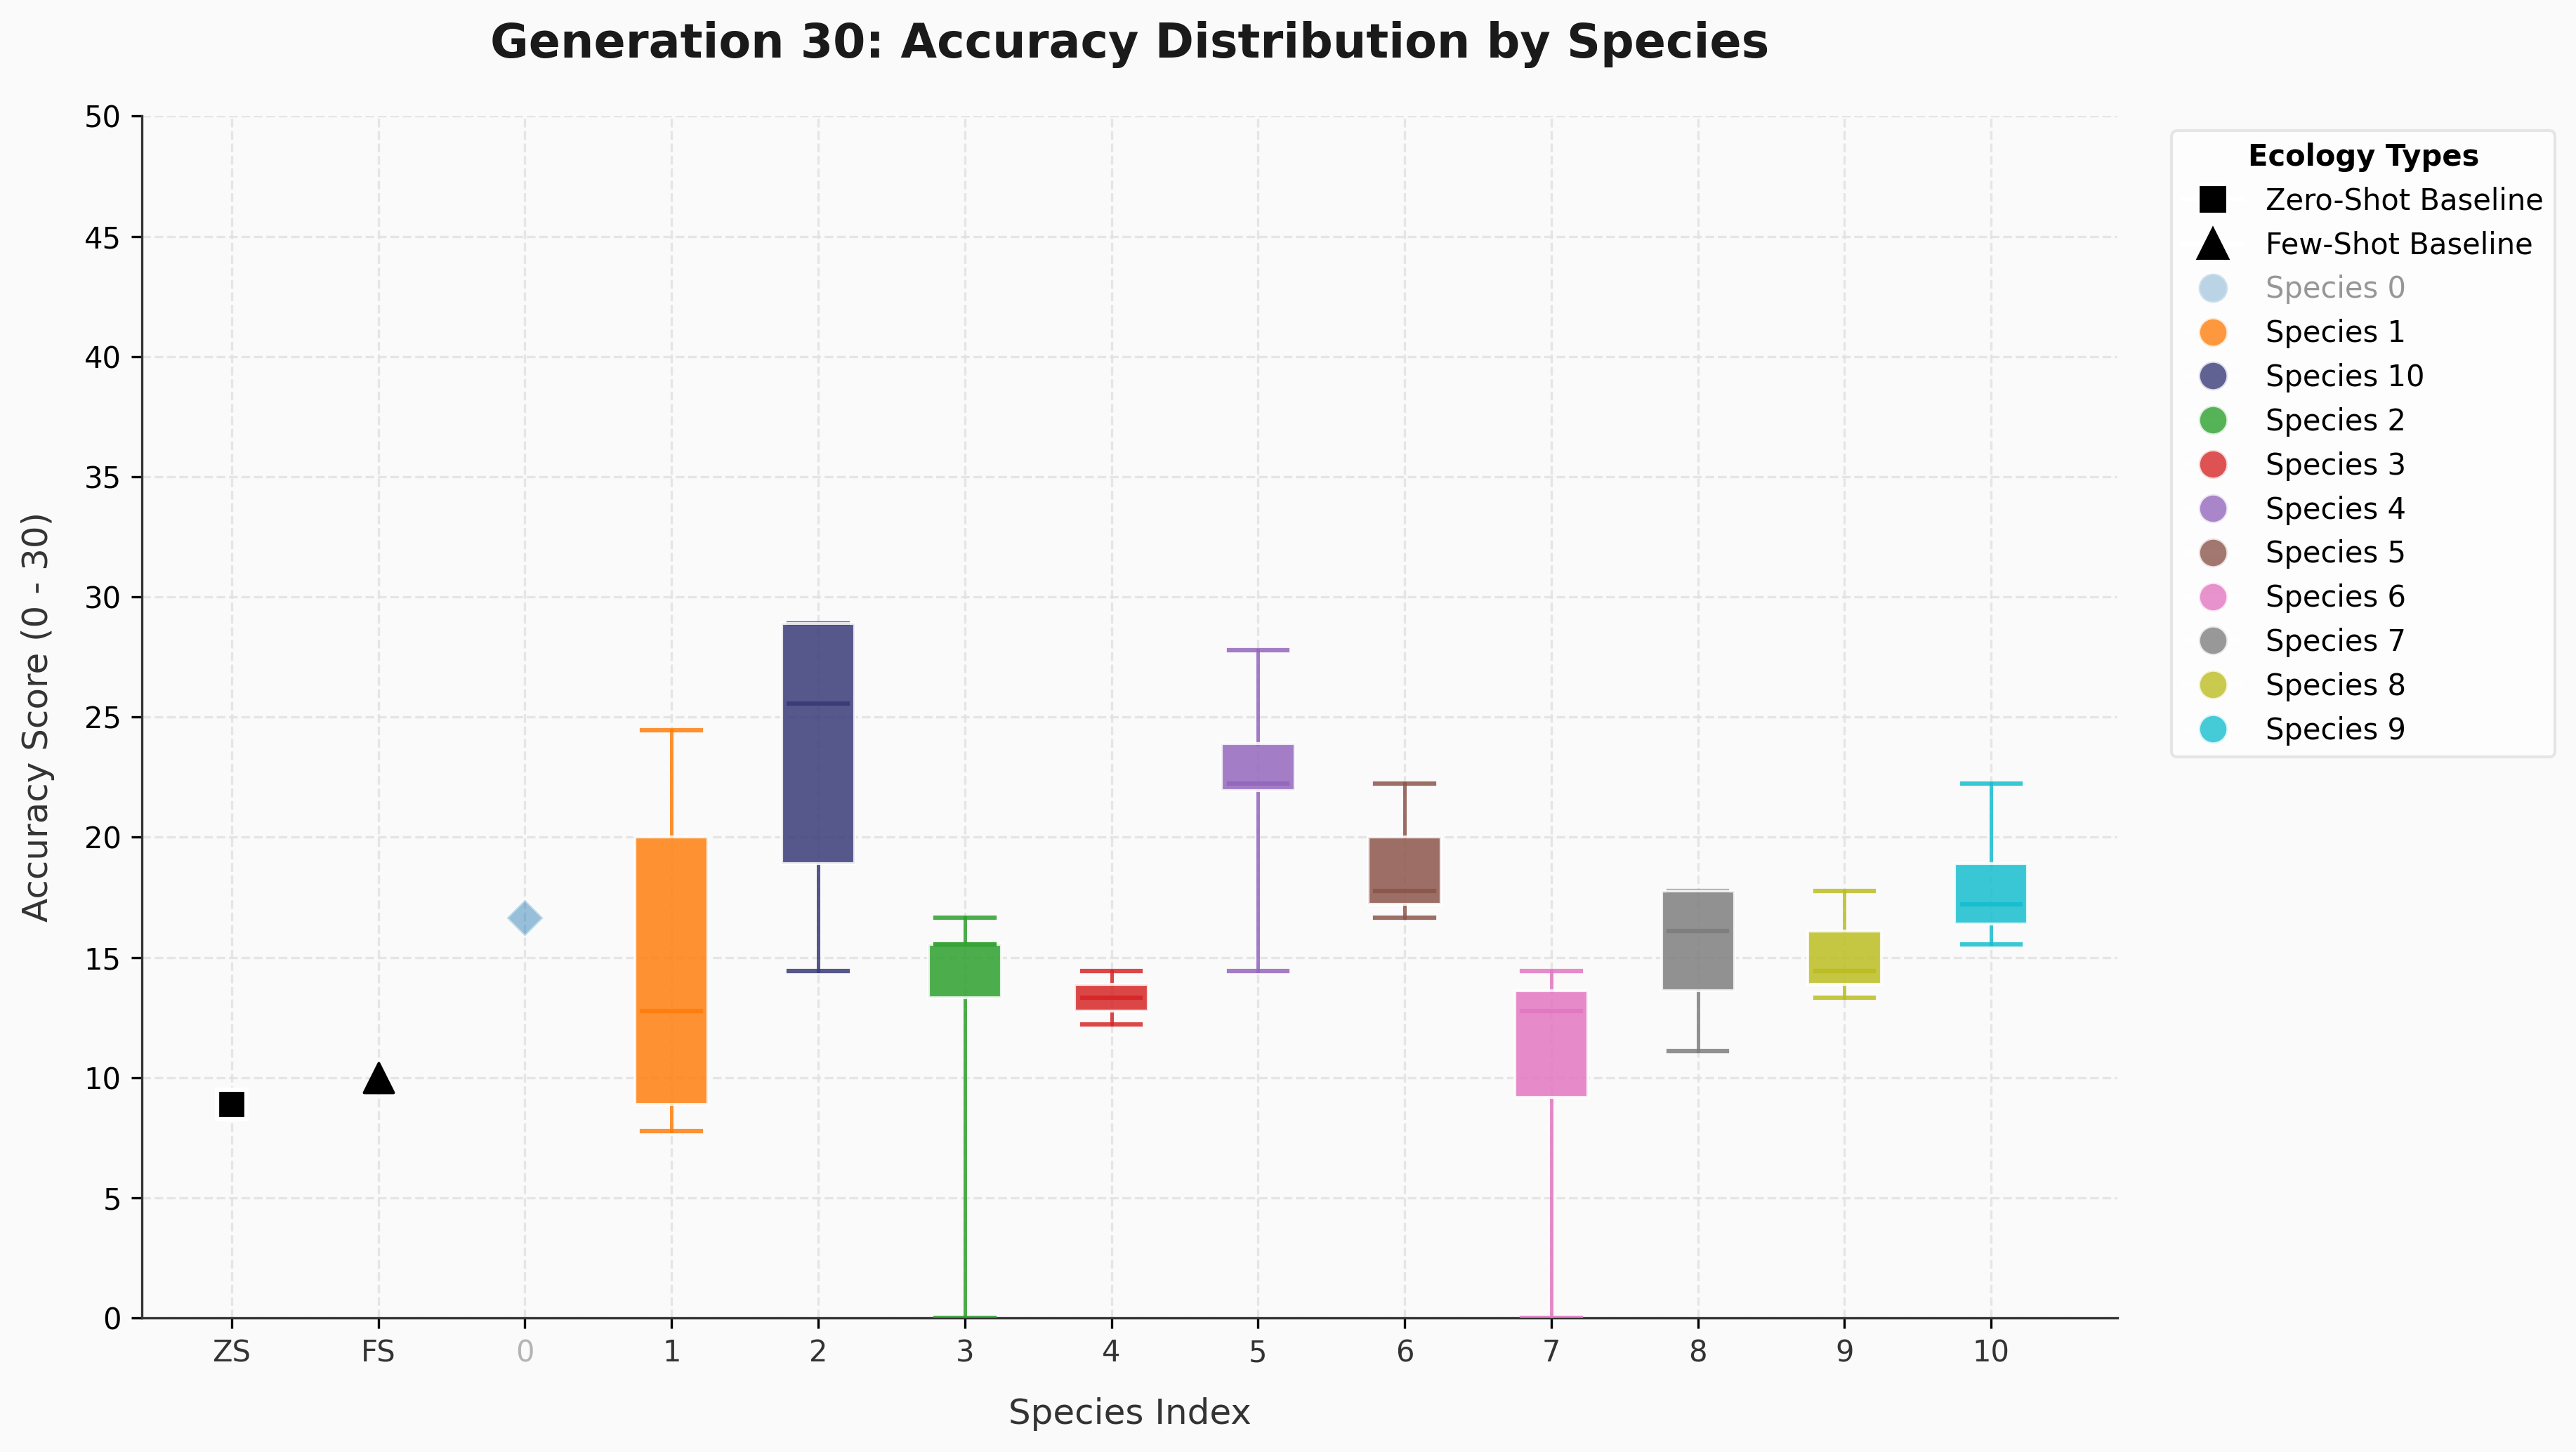 Generation 30: Accuracy Distribution by Species
Accuracy Score (0 - 30)
50
45
40
35
30
25
20
15
10
5
0
ZS FS 0 1 2 3 4 5 6 7 8 9 10
Species Index
Ecology Types
Zero-Shot Baseline
Few-Shot Baseline
Species 0
Species 1
Species 10
Species 2
Species 3
Species 4
Species 5
Species 6
Species 7
Species 8
Species 9